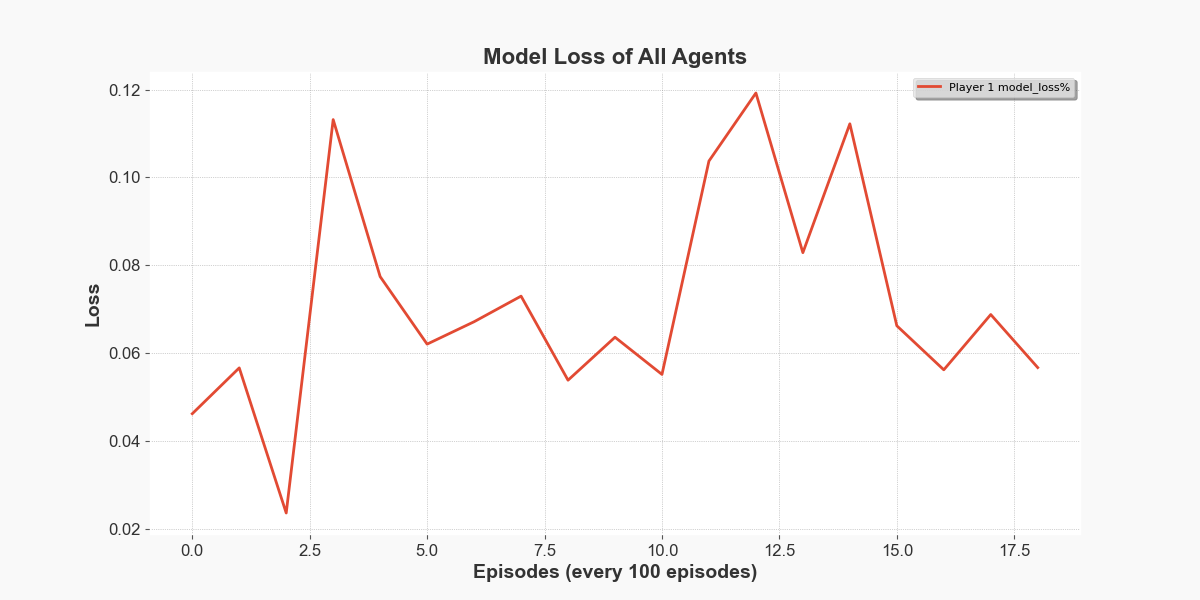 Model Loss of All Agents
Player 1 model_loss%
0.12
0.10
0.08
0.06
0.04
0.02
Loss
0.0 2.5 5.0 7.5 10.0 12.5 15.0 17.5
Episodes (every 100 episodes)